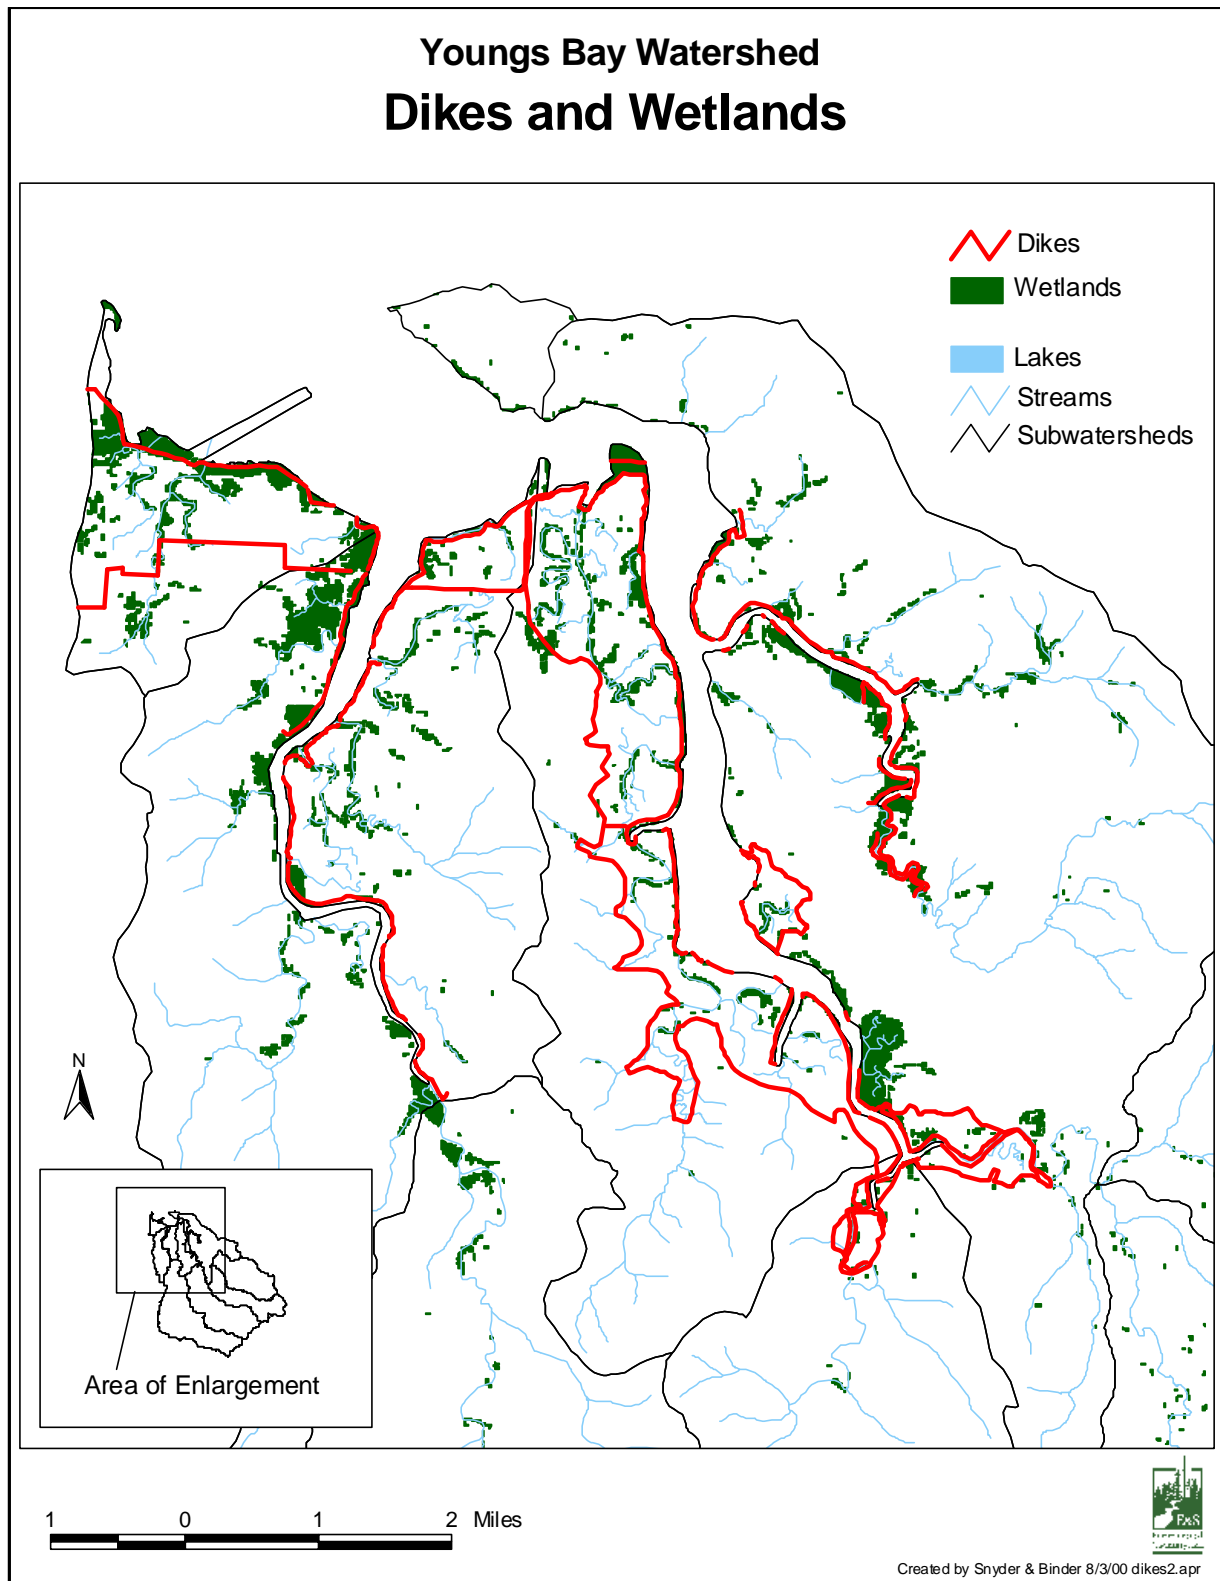 Youngs Bay Watershed
Dikes and Wetlands
Dikes
Wetlands
Lakes
Streams
Subwatersheds
N
Area of Enlargement
1 0 1 2 Miles
E&S
Created by Snyder & Binder 8/3/00 dikes2.apr